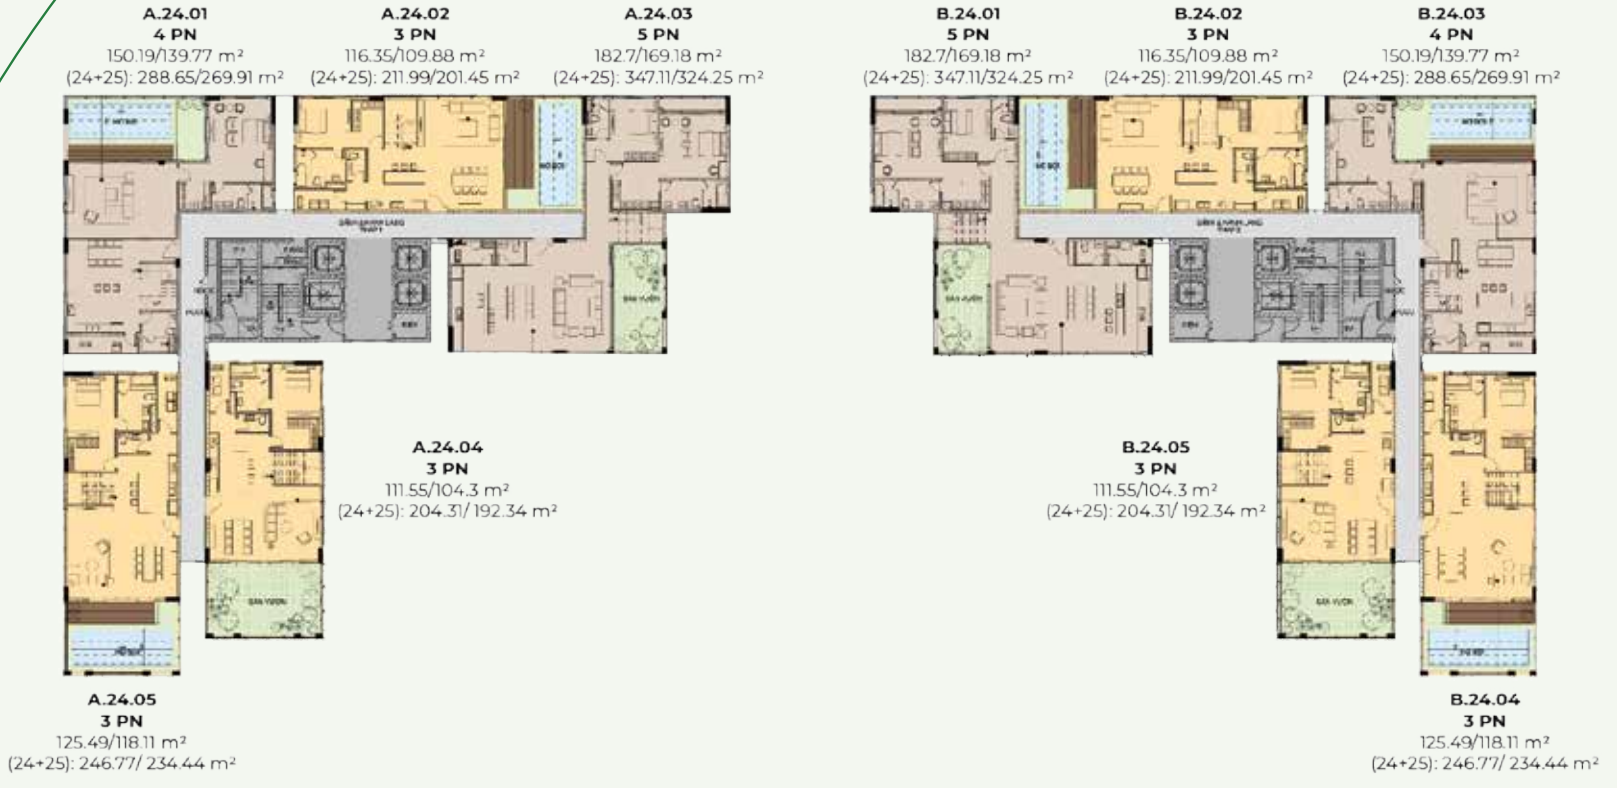 A.24.01
4 PN
150.19/139.77 m²
(24+25): 288.65/269.91 m²
A.24.02
3 PN
116.35/109.88 m²
(24+25): 211.99/201.45 m²
A.24.03
5 PN
182.7/169.18 m²
(24+25): 347.11/324.25 m²
B.24.01
5 PN
182.7/169.18 m²
(24+25): 347.11/324.25 m²
B.24.02
3 PN
116.35/109.88 m²
(24+25): 211.99/201.45 m²
B.24.03
4 PN
150.19/139.77 m²
(24+25): 288.65/269.91 m²
SÂN VƯỜN
SÂN VƯỜN
A.24.04
3 PN
111.55/104.3 m²
(24+25): 204.31/ 192.34 m²
B.24.05
3 PN
111.55/104.3 m²
(24+25): 204.31/ 192.34 m²
SÂN VƯỜN
SÂN VƯỜN
A.24.05
3 PN
125.49/118.11 m²
(24+25): 246.77/ 234.44 m²
B.24.04
3 PN
125.49/118.11 m²
(24+25): 246.77/ 234.44 m²